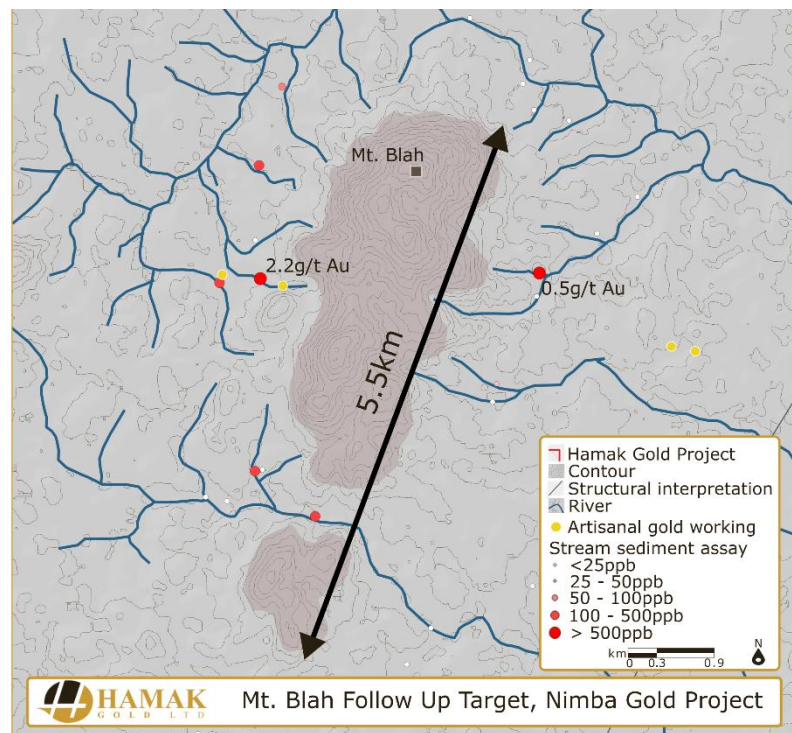 Mt. Blah
2.2g/t Au
0.5g/t Au
5.5km
Hamak Gold Project
Contour
Structural interpretation
River
Artisanal gold working
Stream sediment assay
<25ppb
25 - 50ppb
50 - 100ppb
100 - 500ppb
> 500ppb
km
0 0.3 0.9
N
HAMAK
GOLD LTD
Mt. Blah Follow Up Target, Nimba Gold Project